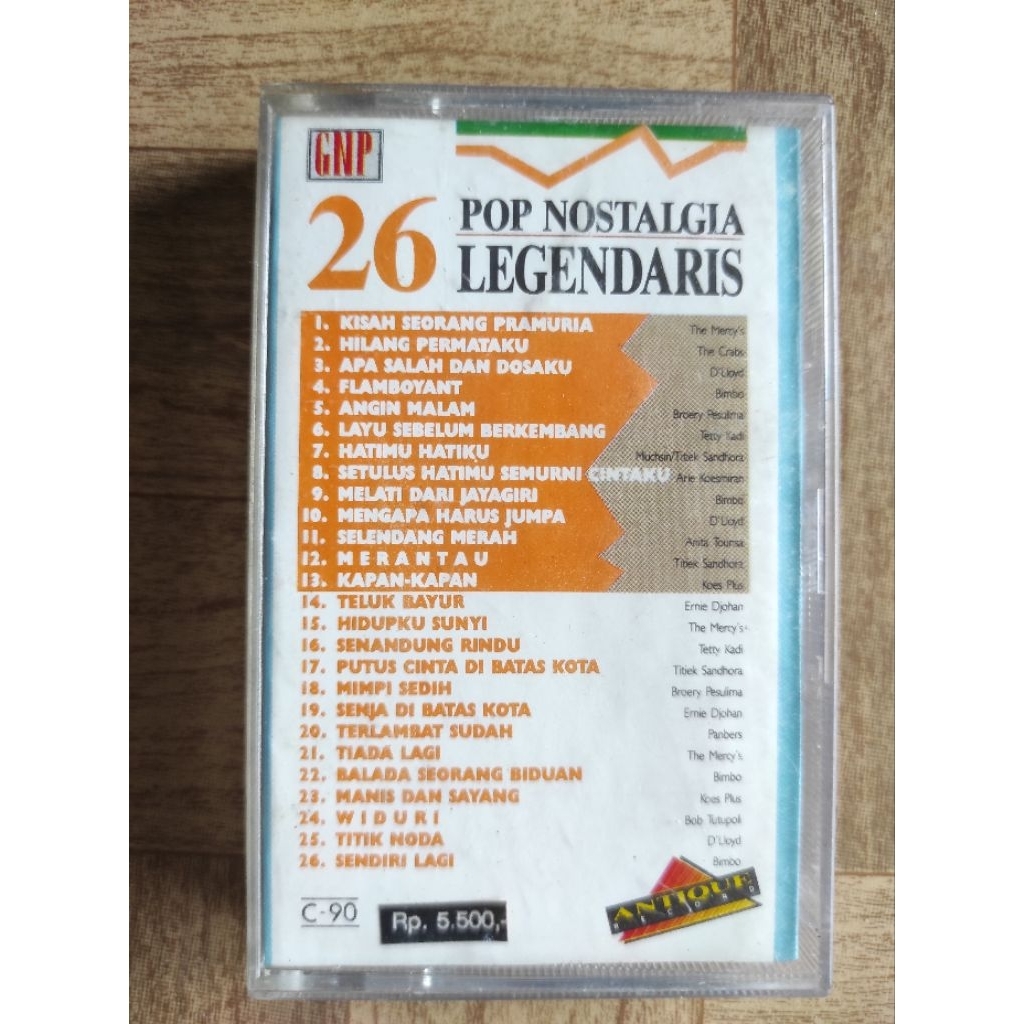 GNP
26 POP NOSTALGIA
LEGENDARIS
1. KISAH SEORANG PRAMURIA The Mercy's
2. HILANG PERMATAKU The Crabs
3. APA SALAH DAN DOSAKU D'Lloyd
4. FLAMBOYANT Bimbo
5. ANGIN MALAM Broery Pesulima
6. LAYU SEBELUM BERKEMBANG Tetty Kadi
7. HATIMU HATIKU Muchsin/Titiek Sandhora
8. SETULUS HATIMU SEMURNI CINTAKU Arie Koesmiran
9. MELATI DARI JAYAGIRI Bimbo
10. MENGAPA HARUS JUMPA D'Lloyd
11. SELENDANG MERAH Anita Tourisa
12. MERANTAU Titiek Sandhora
13. KAPAN-KAPAN Koes Plus
14. TELUK BAYUR Ernie Djohan
15. HIDUPKU SUNYI The Mercy's
16. SENANDUNG RINDU Tetty Kadi
17. PUTUS CINTA DI BATAS KOTA Titiek Sandhora
18. MIMPI SEDIH Broery Pesulima
19. SENJA DI BATAS KOTA Ernie Djohan
20. TERLAMBAT SUDAH Panbers
21. TIADA LAGI The Mercy's
22. BALADA SEORANG BIDUAN Bimbo
23. MANIS DAN SAYANG Koes Plus
24. WIDURI Bob Tutupoli
25. TITIK NODA D'Lloyd
26. SENDIRI LAGI Bimbo
ANTIQUE
RECORD
C-90
Rp. 5.500,-